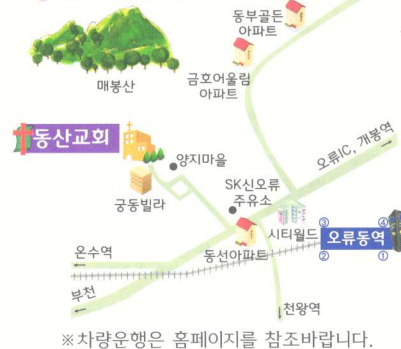 동부골든
아파트
매봉산
금호어울림
아파트
동산교회
양지마을
오류IC, 개봉역
궁동빌라
SK신오류
주유소
시티월드
③
④
오류동역
②
①
동선아파트
온수역
부천
천왕역
※차량운행은 홈페이지를 참조바랍니다.